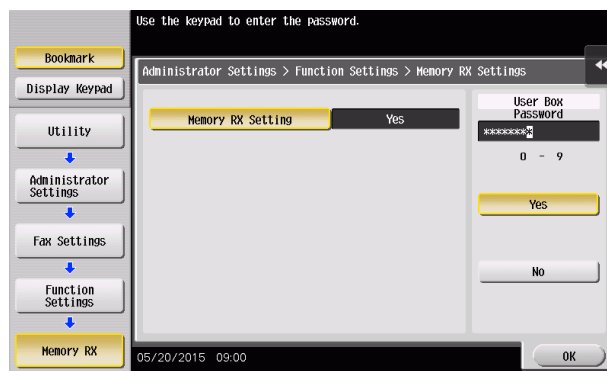 Use the keypad to enter the password.
Bookmark
Display Keypad
Utility
Administrator
Settings
Fax Settings
Function
Settings
Memory RX
Administrator Settings > Function Settings > Memory RX Settings
Memory RX Setting
Yes
User Box
Password
********
0 - 9
Yes
No
05/20/2015 09:00
OK